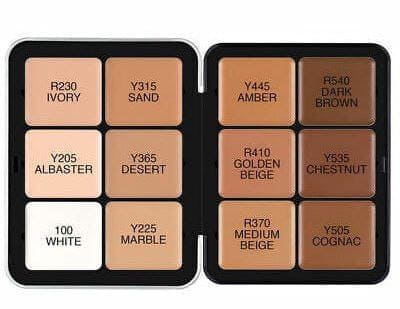 R230
IVORY
Y315
SAND
Y445
AMBER
R540
DARK
BROWN
Y205
ALBASTER
Y365
DESERT
R410
GOLDEN
BEIGE
Y535
CHESTNUT
100
WHITE
Y225
MARBLE
R370
MEDIUM
BEIGE
Y505
COGNAC